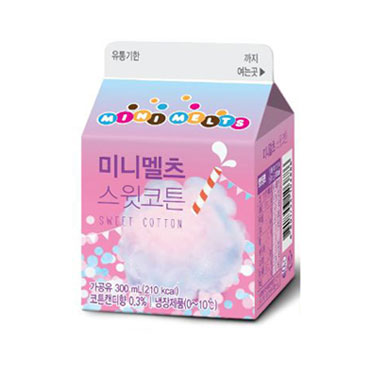 유통기한
까지
여는곳▶
MINI MELTS
미니멜츠
스윗코튼
SWEET COTTON
가공유 300 mL (210 kcal)
코튼캔디향 0.3% | 냉장제품(0~10℃)